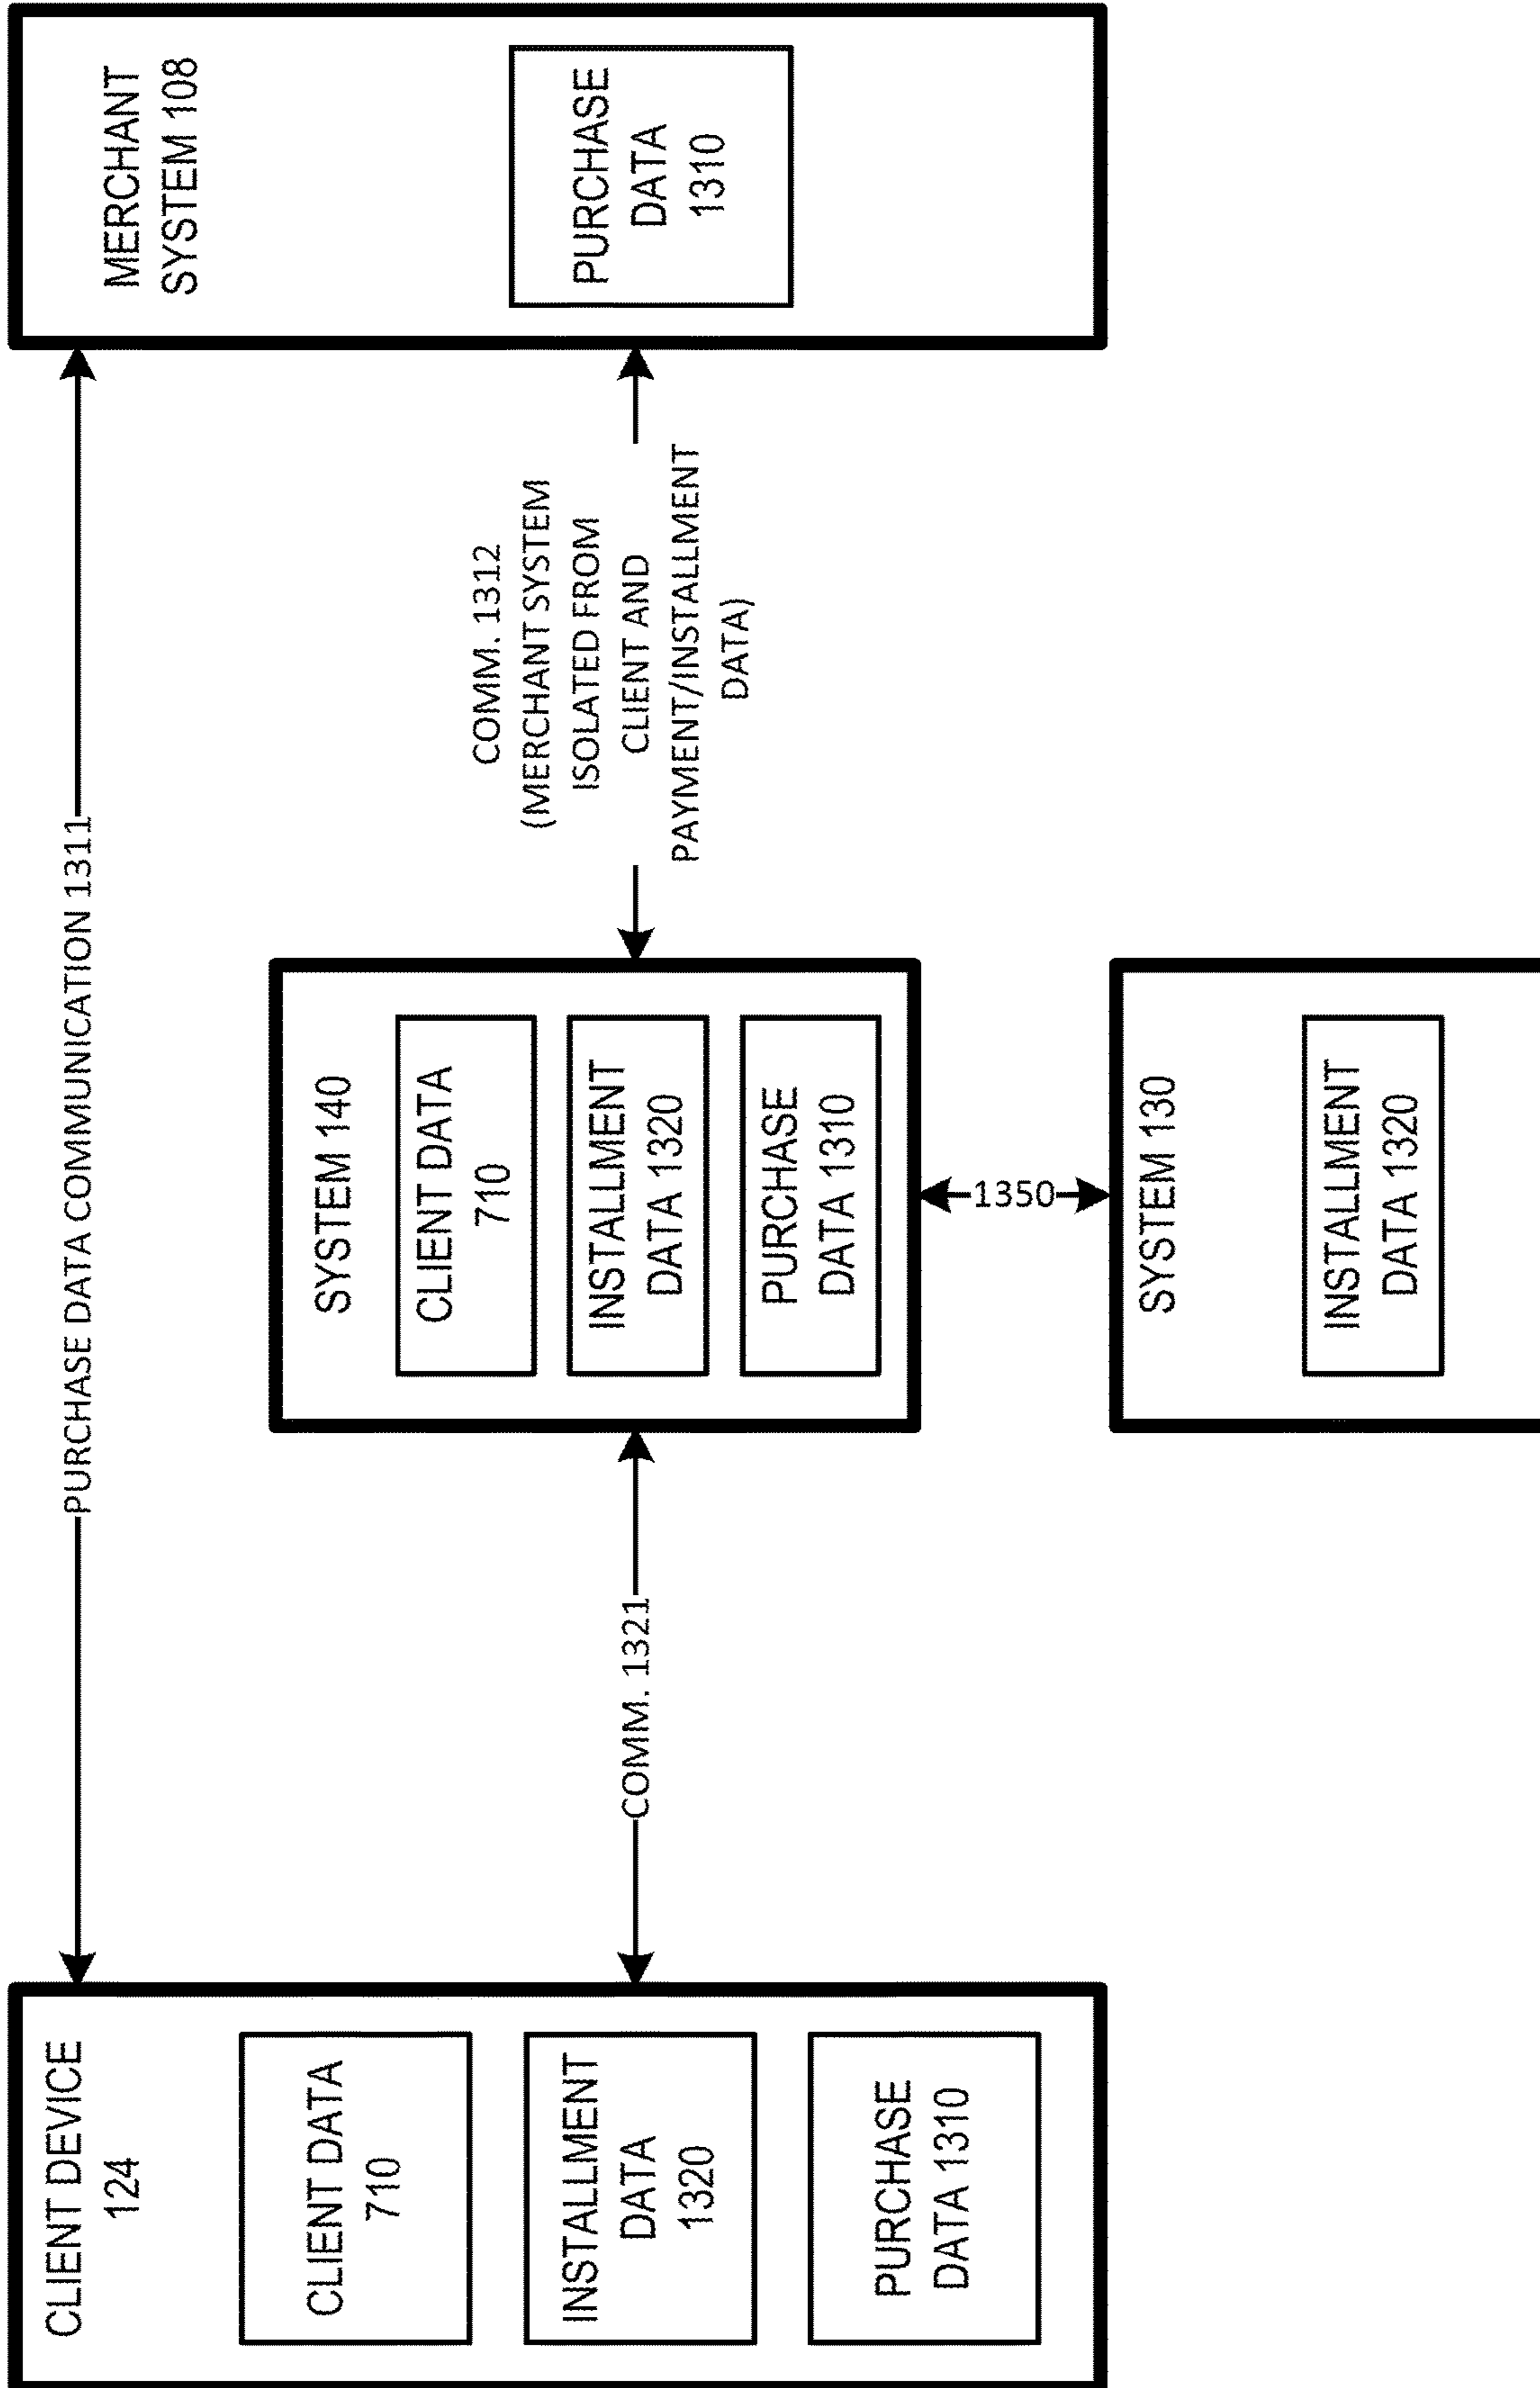 CLIENT DEVICE
124
CLIENT DATA
710
INSTALLMENT
DATA
1320
PURCHASE
DATA 1310
PURCHASE DATA COMMUNICATION 1311
COMM. 1321
SYSTEM 140
CLIENT DATA
710
INSTALLMENT
DATA 1320
PURCHASE
DATA 1310
1350
SYSTEM 130
INSTALLMENT
DATA 1320
COMM. 1312
(MERCHANT SYSTEM
ISOLATED FROM
CLIENT AND
PAYMENT/INSTALLMENT
DATA)
MERCHANT
SYSTEM 108
PURCHASE
DATA
1310